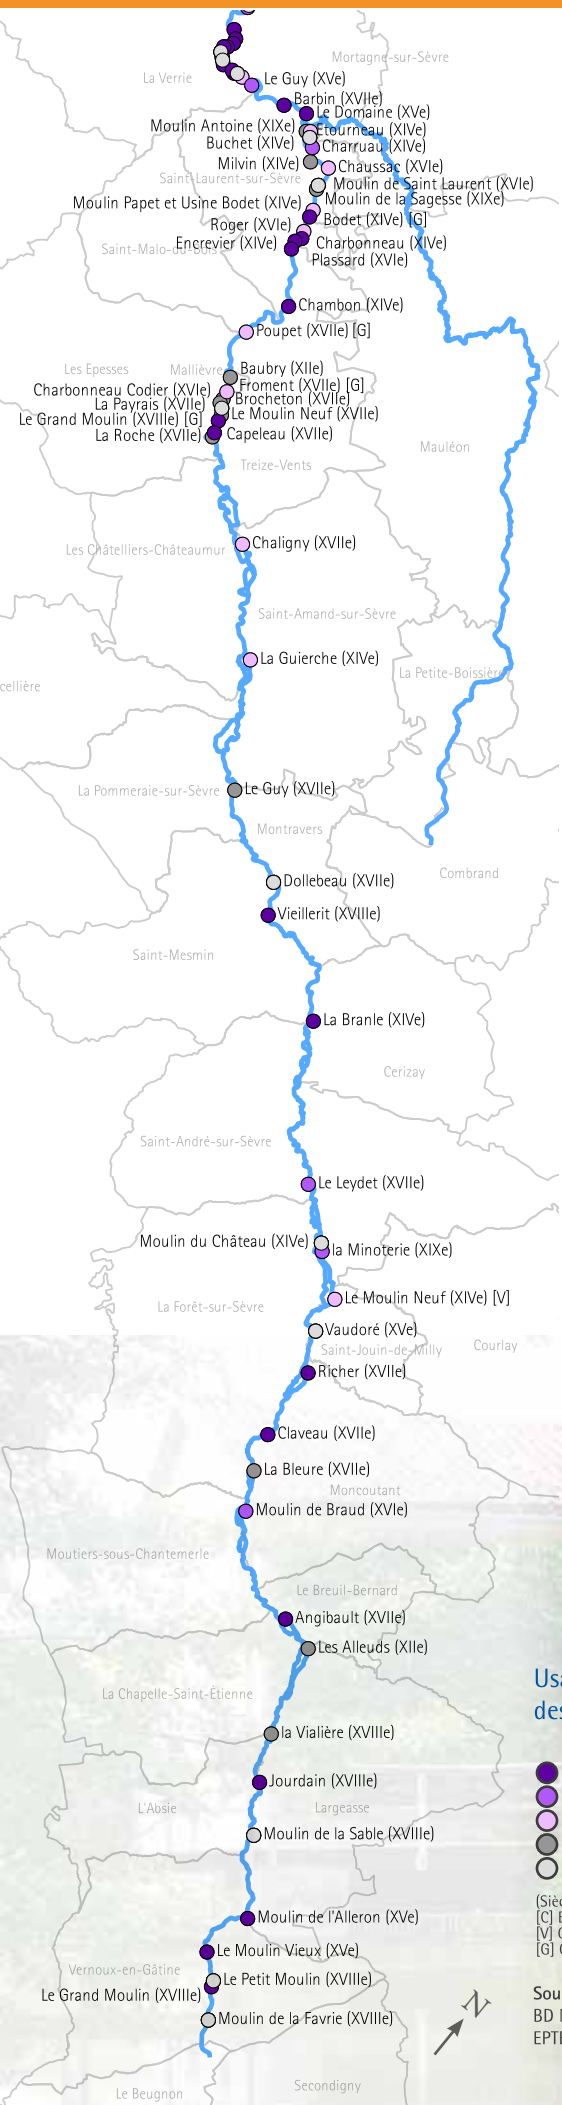 Mortagne-sur-Sèvre
La Verrie
Le Guy (XVe)
Barbin (XVIIe)
Le Domaine (XVe)
Moulin Antoine (XIXe)
Etourneau (XIVe)
Buchet (XIVe)
Charruau (XIVe)
Milvin (XIVe)
Chaussac (XVIe)
Saint-Laurent-sur-Sèvre
Moulin de Saint Laurent (XVIe)
Moulin de la Sagesse (XIXe)
Moulin Papet et Usine Bodet (XIVe)
Bodet (XIVe) [G]
Roger (XVIe)
Encrevier (XIVe)
Charbonneau (XIVe)
Saint-Malo-du-Bois
Plassard (XVIe)
Chambon (XIVe)
Poupet (XVIIe) [G]
Les Epesses
Mallièvre
Baubry (XIIe)
Froment (XVIIe) [G]
Charbonneau Codier (XVIe)
Brocheton (XVIIe)
La Payrais (XVIIe)
Le Moulin Neuf (XVIIe)
Le Grand Moulin (XVIIIe) [G]
La Roche (XVIIe)
Capeleau (XVIIe)
Mauléon
Treize-Vents
Chaligny (XVIIe)
Les Châtelliers-Châteaumur
Saint-Amand-sur-Sèvre
La Guierche (XIVe)
La Petite-Boissière
cellière
Le Guy (XVIIe)
La Pommeraie-sur-Sèvre
Montravers
Combrand
Dollebeau (XVIIe)
Vieillerit (XVIIIe)
Saint-Mesmin
La Branle (XIVe)
Cerizay
Saint-André-sur-Sèvre
Le Leydet (XVIIe)
Moulin du Château (XIVe)
la Minoterie (XIXe)
Le Moulin Neuf (XIVe) [V]
La Forêt-sur-Sèvre
Vaudoré (XVe)
Saint-Jouin-de-Milly
Courlay
Richer (XVIIe)
Claveau (XVIIe)
La Bleure (XVIIe)
Moncoutant
Moulin de Braud (XVIe)
Moutiers-sous-Chantemerle
Le Breuil-Bernard
Angibault (XVIIe)
Les Alleuds (XIIe)
Usa
des
La Chapelle-Saint-Étienne
la Vialière (XVIIIe)
Jourdain (XVIIIe)
L'Absie
Largeasse
Moulin de la Sable (XVIIIe)
(Sièc
[C] E
[V] C
[G] C
Moulin de l'Alleron (XVe)
Le Moulin Vieux (XVe)
Vernoux-en-Gâtine
Le Petit Moulin (XVIIIe)
Le Grand Moulin (XVIIIe)
Sou
BD
EPTE
N
Moulin de la Favrie (XVIIIe)
Le Beugnon
Secondigny